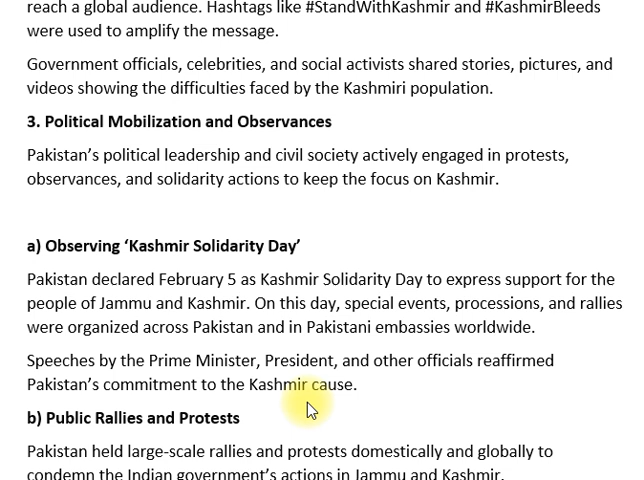 reach a global audience. Hashtags like #StandWithKashmir and #KashmirBleeds
were used to amplify the message.
Government officials, celebrities, and social activists shared stories, pictures, and
videos showing the difficulties faced by the Kashmiri population.
3. Political Mobilization and Observances
Pakistan’s political leadership and civil society actively engaged in protests,
observances, and solidarity actions to keep the focus on Kashmir.
a) Observing ‘Kashmir Solidarity Day’
Pakistan declared February 5 as Kashmir Solidarity Day to express support for the
people of Jammu and Kashmir. On this day, special events, processions, and rallies
were organized across Pakistan and in Pakistani embassies worldwide.
Speeches by the Prime Minister, President, and other officials reaffirmed
Pakistan’s commitment to the Kashmir cause.
b) Public Rallies and Protests
Pakistan held large-scale rallies and protests domestically and globally to
condemn the Indian government’s actions in Jammu and Kashmir.